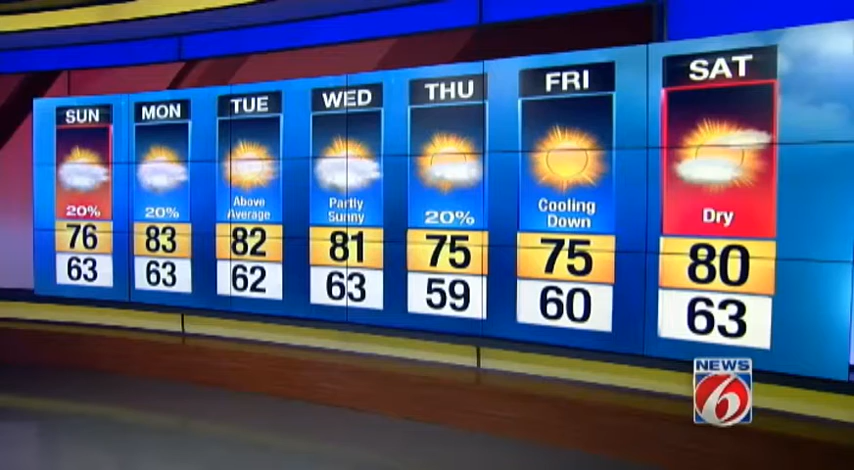 SUN MON TUE WED THU FRI SAT
20% 20% Above Average Partly Sunny 20% Cooling Down Dry
76 83 82 81 75 75 80
63 63 62 63 59 60 63
NEWS
6